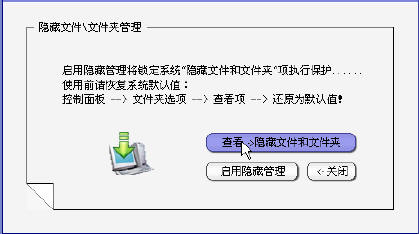 隐藏文件\文件夹管理
启用隐藏管理将锁定系统“隐藏文件和文件夹”项执行保护......
使用前请恢复系统默认值：
控制面板 --> 文件夹选项 --> 查看项 --> 还原为默认值!
查看->隐藏文件和文件夹
启用隐藏管理
<-关闭